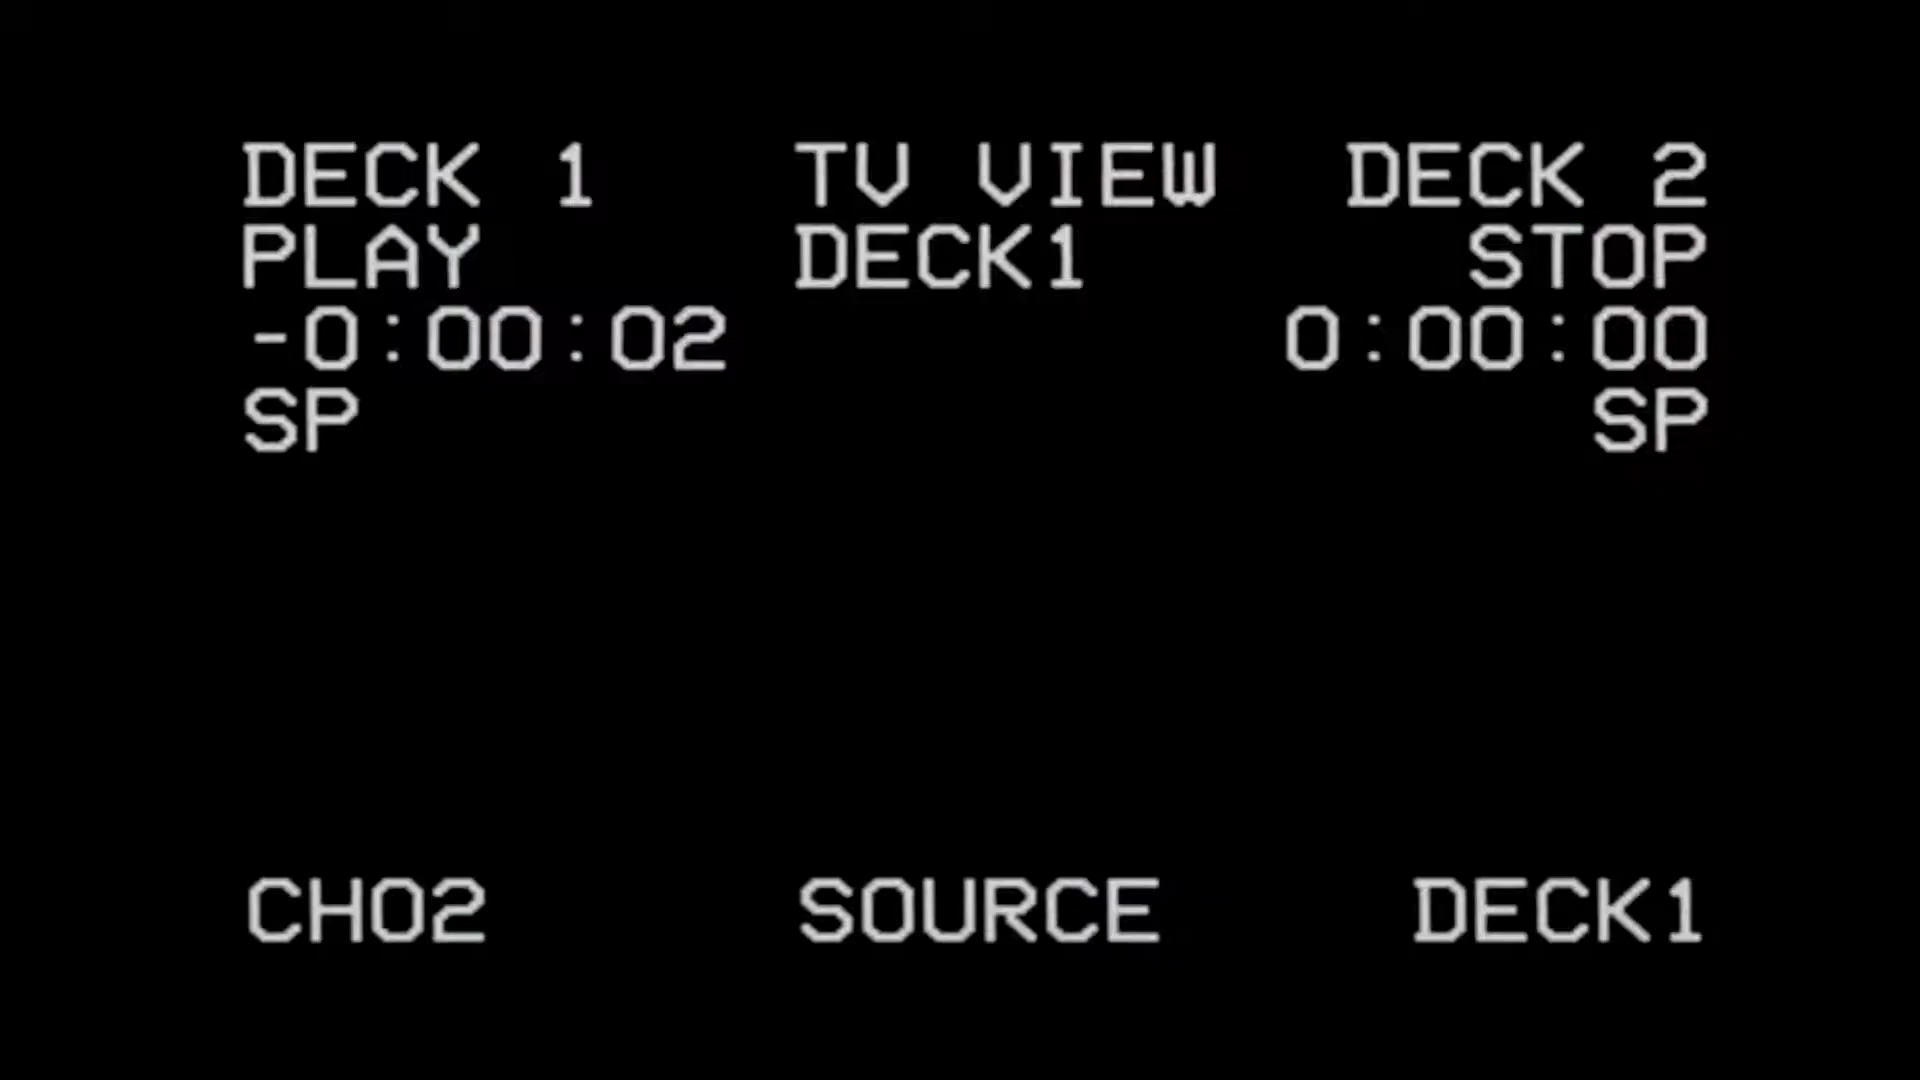 DECK 1 TV VIEW DECK 2
PLAY DECK1 STOP
-0:00:02 0:00:00
SP SP
CH02 SOURCE DECK1